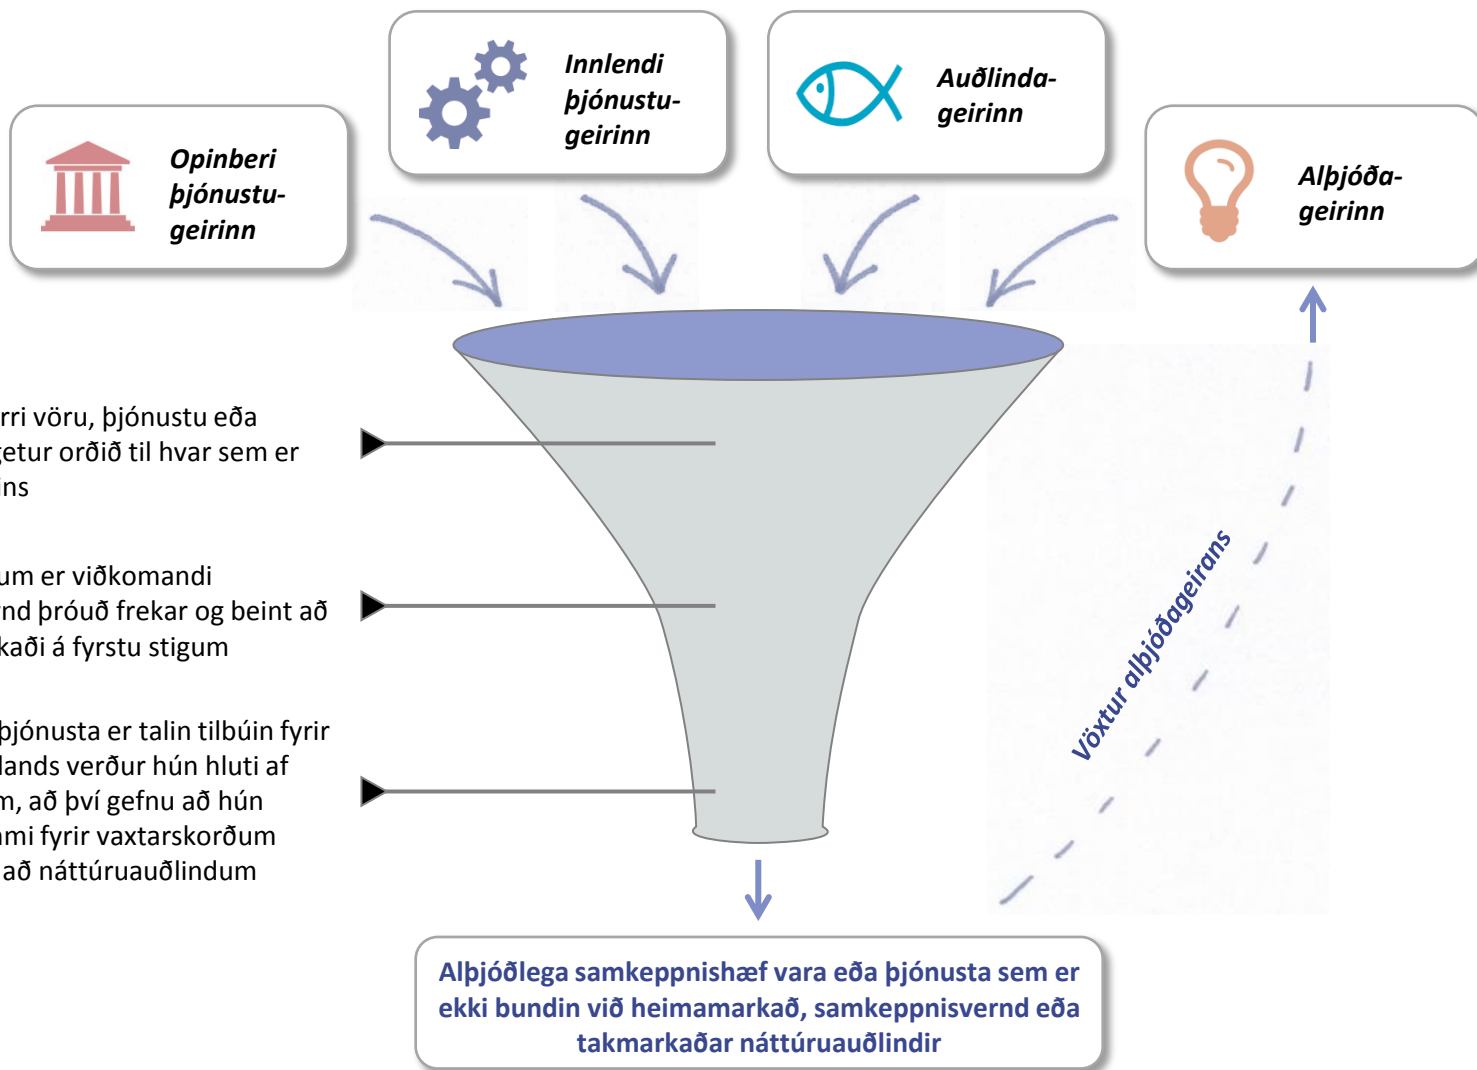 Innlendi
þjónustu-
geirinn
Auðlinda-
geirinn
Opinberi
þjónustu-
geirinn
Alþjóða-
geirinn
rri vöru, þjónustu eða
getur orðið til hvar sem er
ins
um er viðkomandi
rnd þróuð frekar og beint að
kaði á fyrstu stigum
þjónusta er talin tilbúin fyrir
lands verður hún hluti af
m, að því gefnu að hún
mi fyrir vaxtarskorðum
að náttúruauðlindum
Vöxtur alþjóðageirans
Alþjóðlega samkeppnishæf vara eða þjónusta sem er
ekki bundin við heimamarkað, samkeppnisvernd eða
takmarkaðar náttúruauðlindir